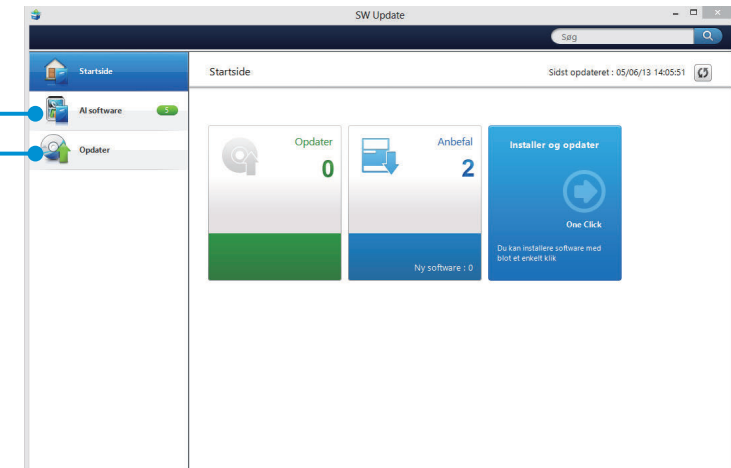 SW Update
Søg
Startside
Al software
5
Opdater
Startside
Sidst opdateret : 05/06/13 14:05:51
Opdater
0
Anbefal
2
Ny software : 0
Installer og opdater
One Click
Du kan installere software med
blot et enkelt klik